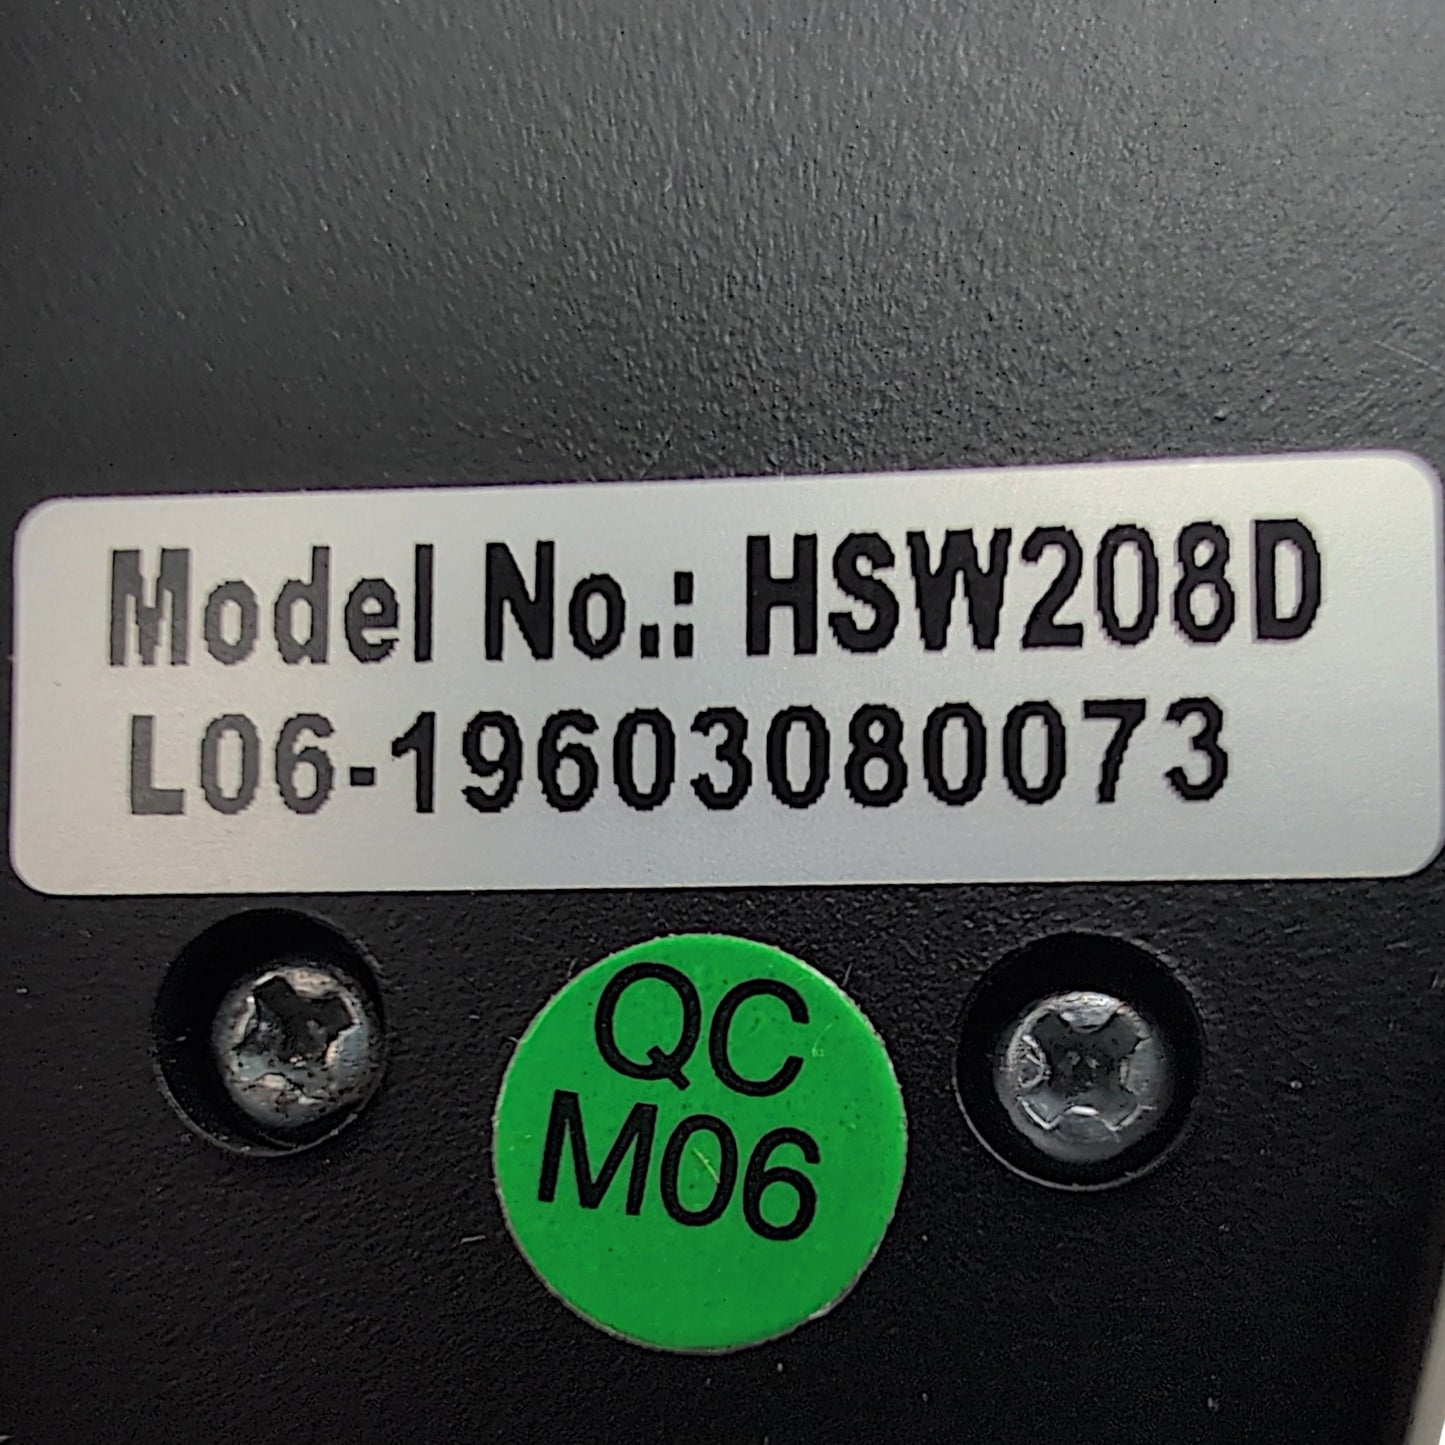 Model No.: HSW208D
L06-19603080073
QC
M06